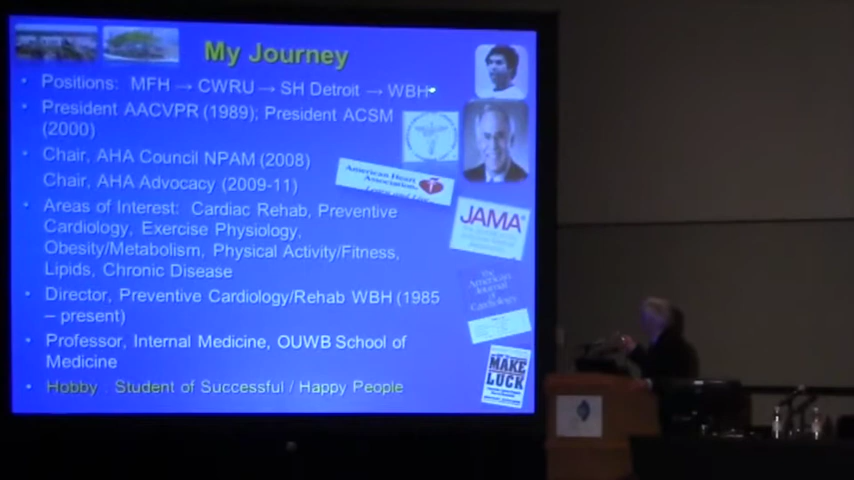 My Journey
• Positions: MFH → CWRU → SH Detroit → WBH
• President AACVPR (1989); President ACSM
(2000)
• Chair, AHA Council NPAM (2008)
Chair, AHA Advocacy (2009-11)
• Areas of Interest: Cardiac Rehab, Preventive
Cardiology, Exercise Physiology,
Obesity/Metabolism, Physical Activity/Fitness,
Lipids, Chronic Disease
• Director, Preventive Cardiology/Rehab WBH (1985
– present)
• Professor, Internal Medicine, OUWB School of
Medicine
• Hobby Student of Successful / Happy People
American Heart
Association
JAMA
The
American
Journal
of Cardiology
MAKE
LUCK